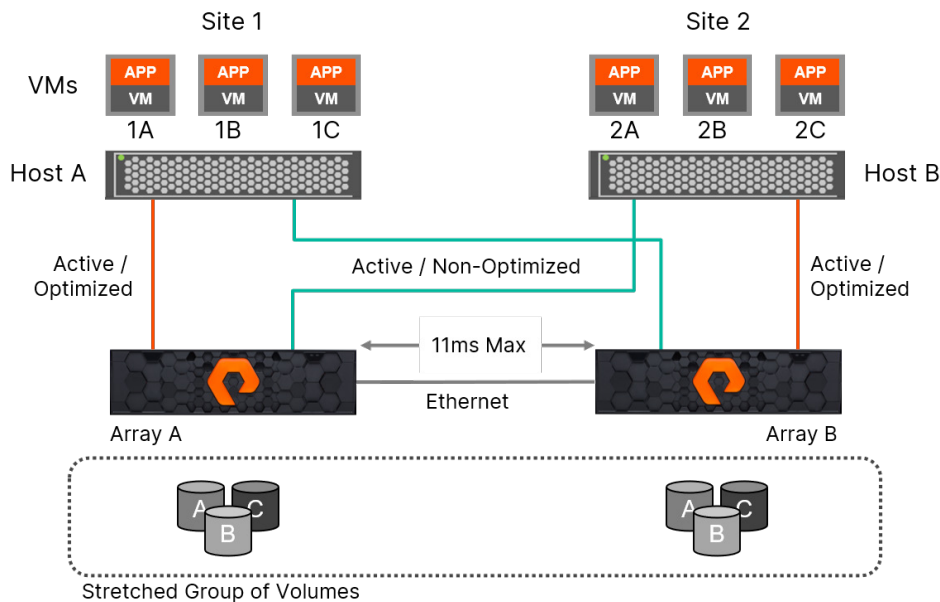 Site 1
Site 2
VMs
APP
VM
APP
VM
APP
VM
APP
VM
APP
VM
APP
VM
1A
1B
1C
2A
2B
2C
Host A
Host B
Active /
Optimized
Active / Non-Optimized
Active /
Optimized
11ms Max
Ethernet
Array A
Array B
A
C
B
A
C
B
Stretched Group of Volumes